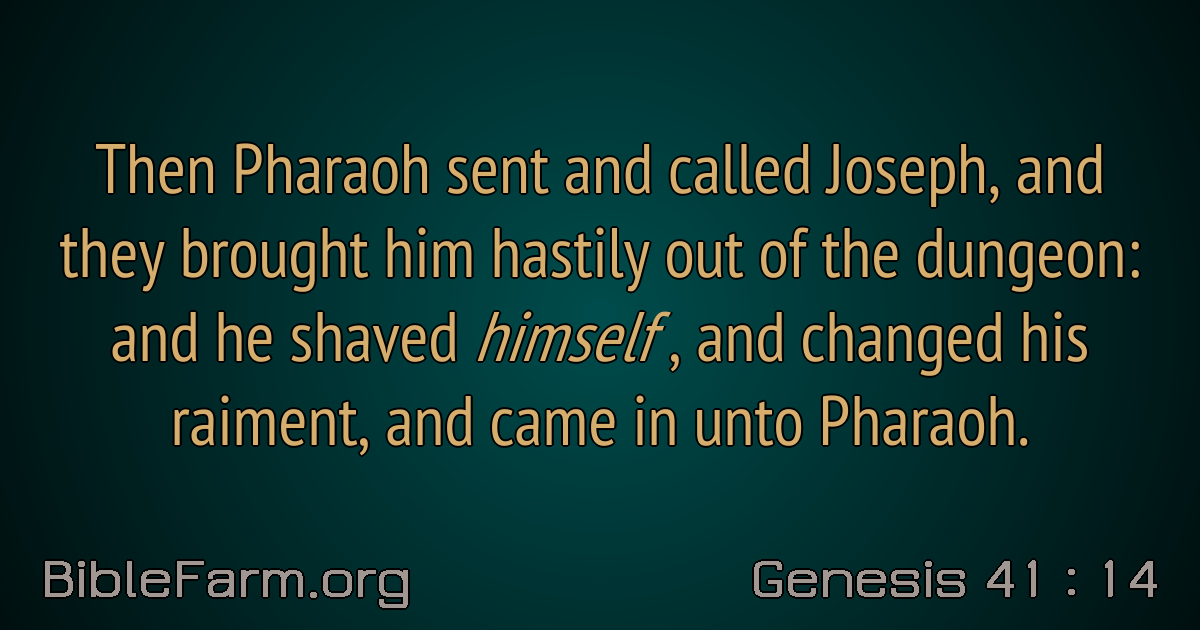 Then Pharaoh sent and called Joseph, and
they brought him hastily out of the dungeon:
and he shaved himself , and changed his
raiment, and came in unto Pharaoh.
BibleFarm.org
Genesis 41 : 14